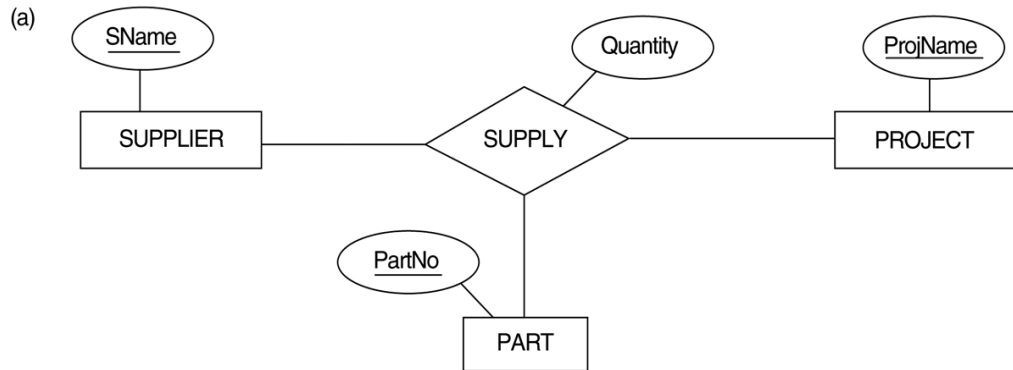 (a)
SName
Quantity
ProjName
SUPPLIER
SUPPLY
PROJECT
PartNo
PART